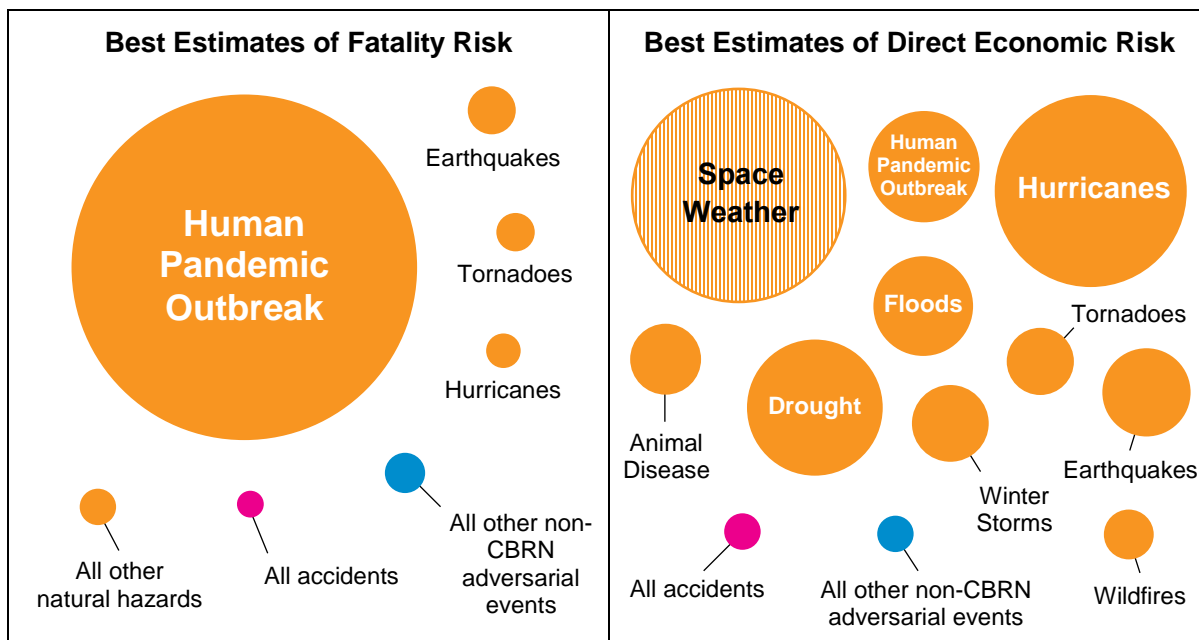 Best Estimates of Fatality Risk
Human
Pandemic
Outbreak
Earthquakes
Tornadoes
Hurricanes
All other
natural hazards
All accidents
All other non-
CBRN
adversarial
events
Best Estimates of Direct Economic Risk
Space
Weather
Human
Pandemic
Outbreak
Hurricanes
Floods
Tornadoes
Animal
Disease
Drought
Winter
Storms
Earthquakes
All accidents
All other non-CBRN
adversarial events
Wildfires